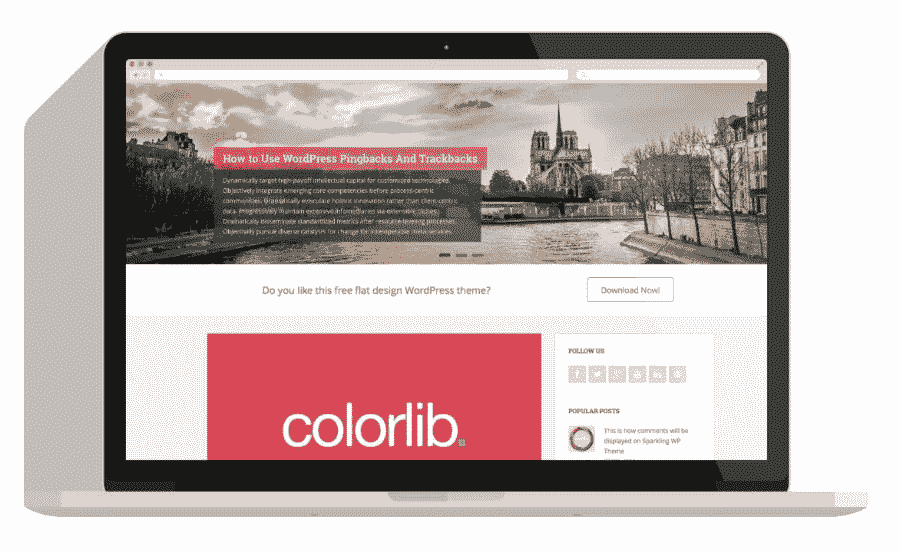 How to Use WordPress Pingbacks And Trackbacks
Dynamically target high-payoff intellectual capital for customized technologies.
Objectively integrate emerging core competencies before process-centric
communities. Dramatically evisculate holistic innovation rather than client-centric
data. Progressively maintain extensive infomediaries via extensible niches.
Dramatically disseminate standardized metrics after resource-leveling processes.
Objectively pursue diverse catalysts for change for interoperable meta-services.
Do you like this free flat design WordPress theme?
Download Now!
FOLLOW US
colorlib.
POPULAR POSTS
This is how comments will be
displayed on Sparkling WP
Theme